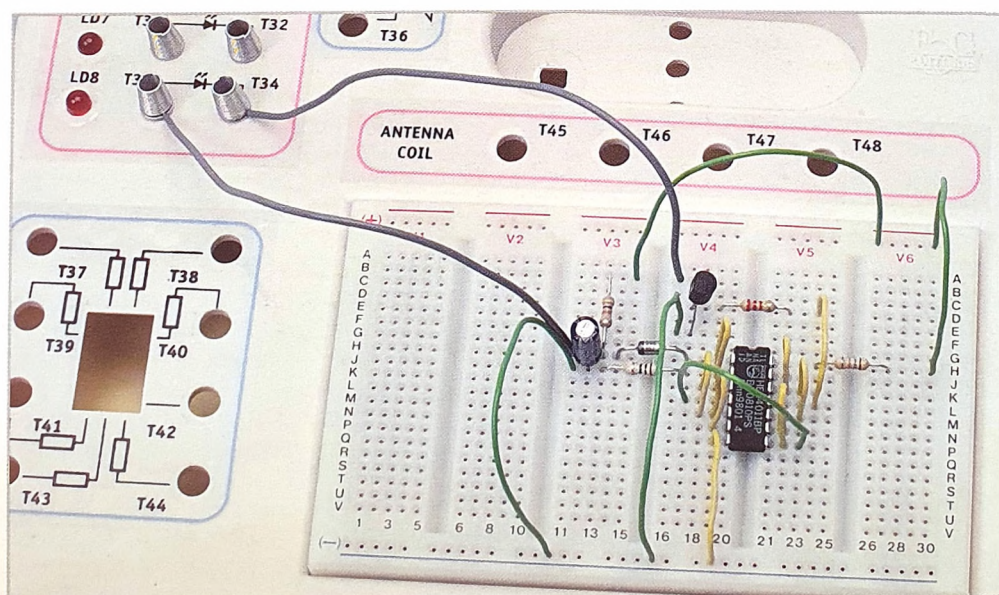 LD7
T32
T36
LD8
T34
ANTENNA
COIL
T45
T46
T47
T48
(+)
V2
V3
V4
V5
V6
T37
T38
T39
T40
T41
T42
T43
T44
A
B
C
D
E
F
G
H
J
K
L
M
N
P
Q
R
S
T
U
V
A
B
C
D
E
F
G
H
J
K
L
M
N
P
Q
R
S
T
U
V
HEF4011BP
1 3 5 6 8 10 11 13 15 16 18 20 21 23 25 26 28 30
(−)